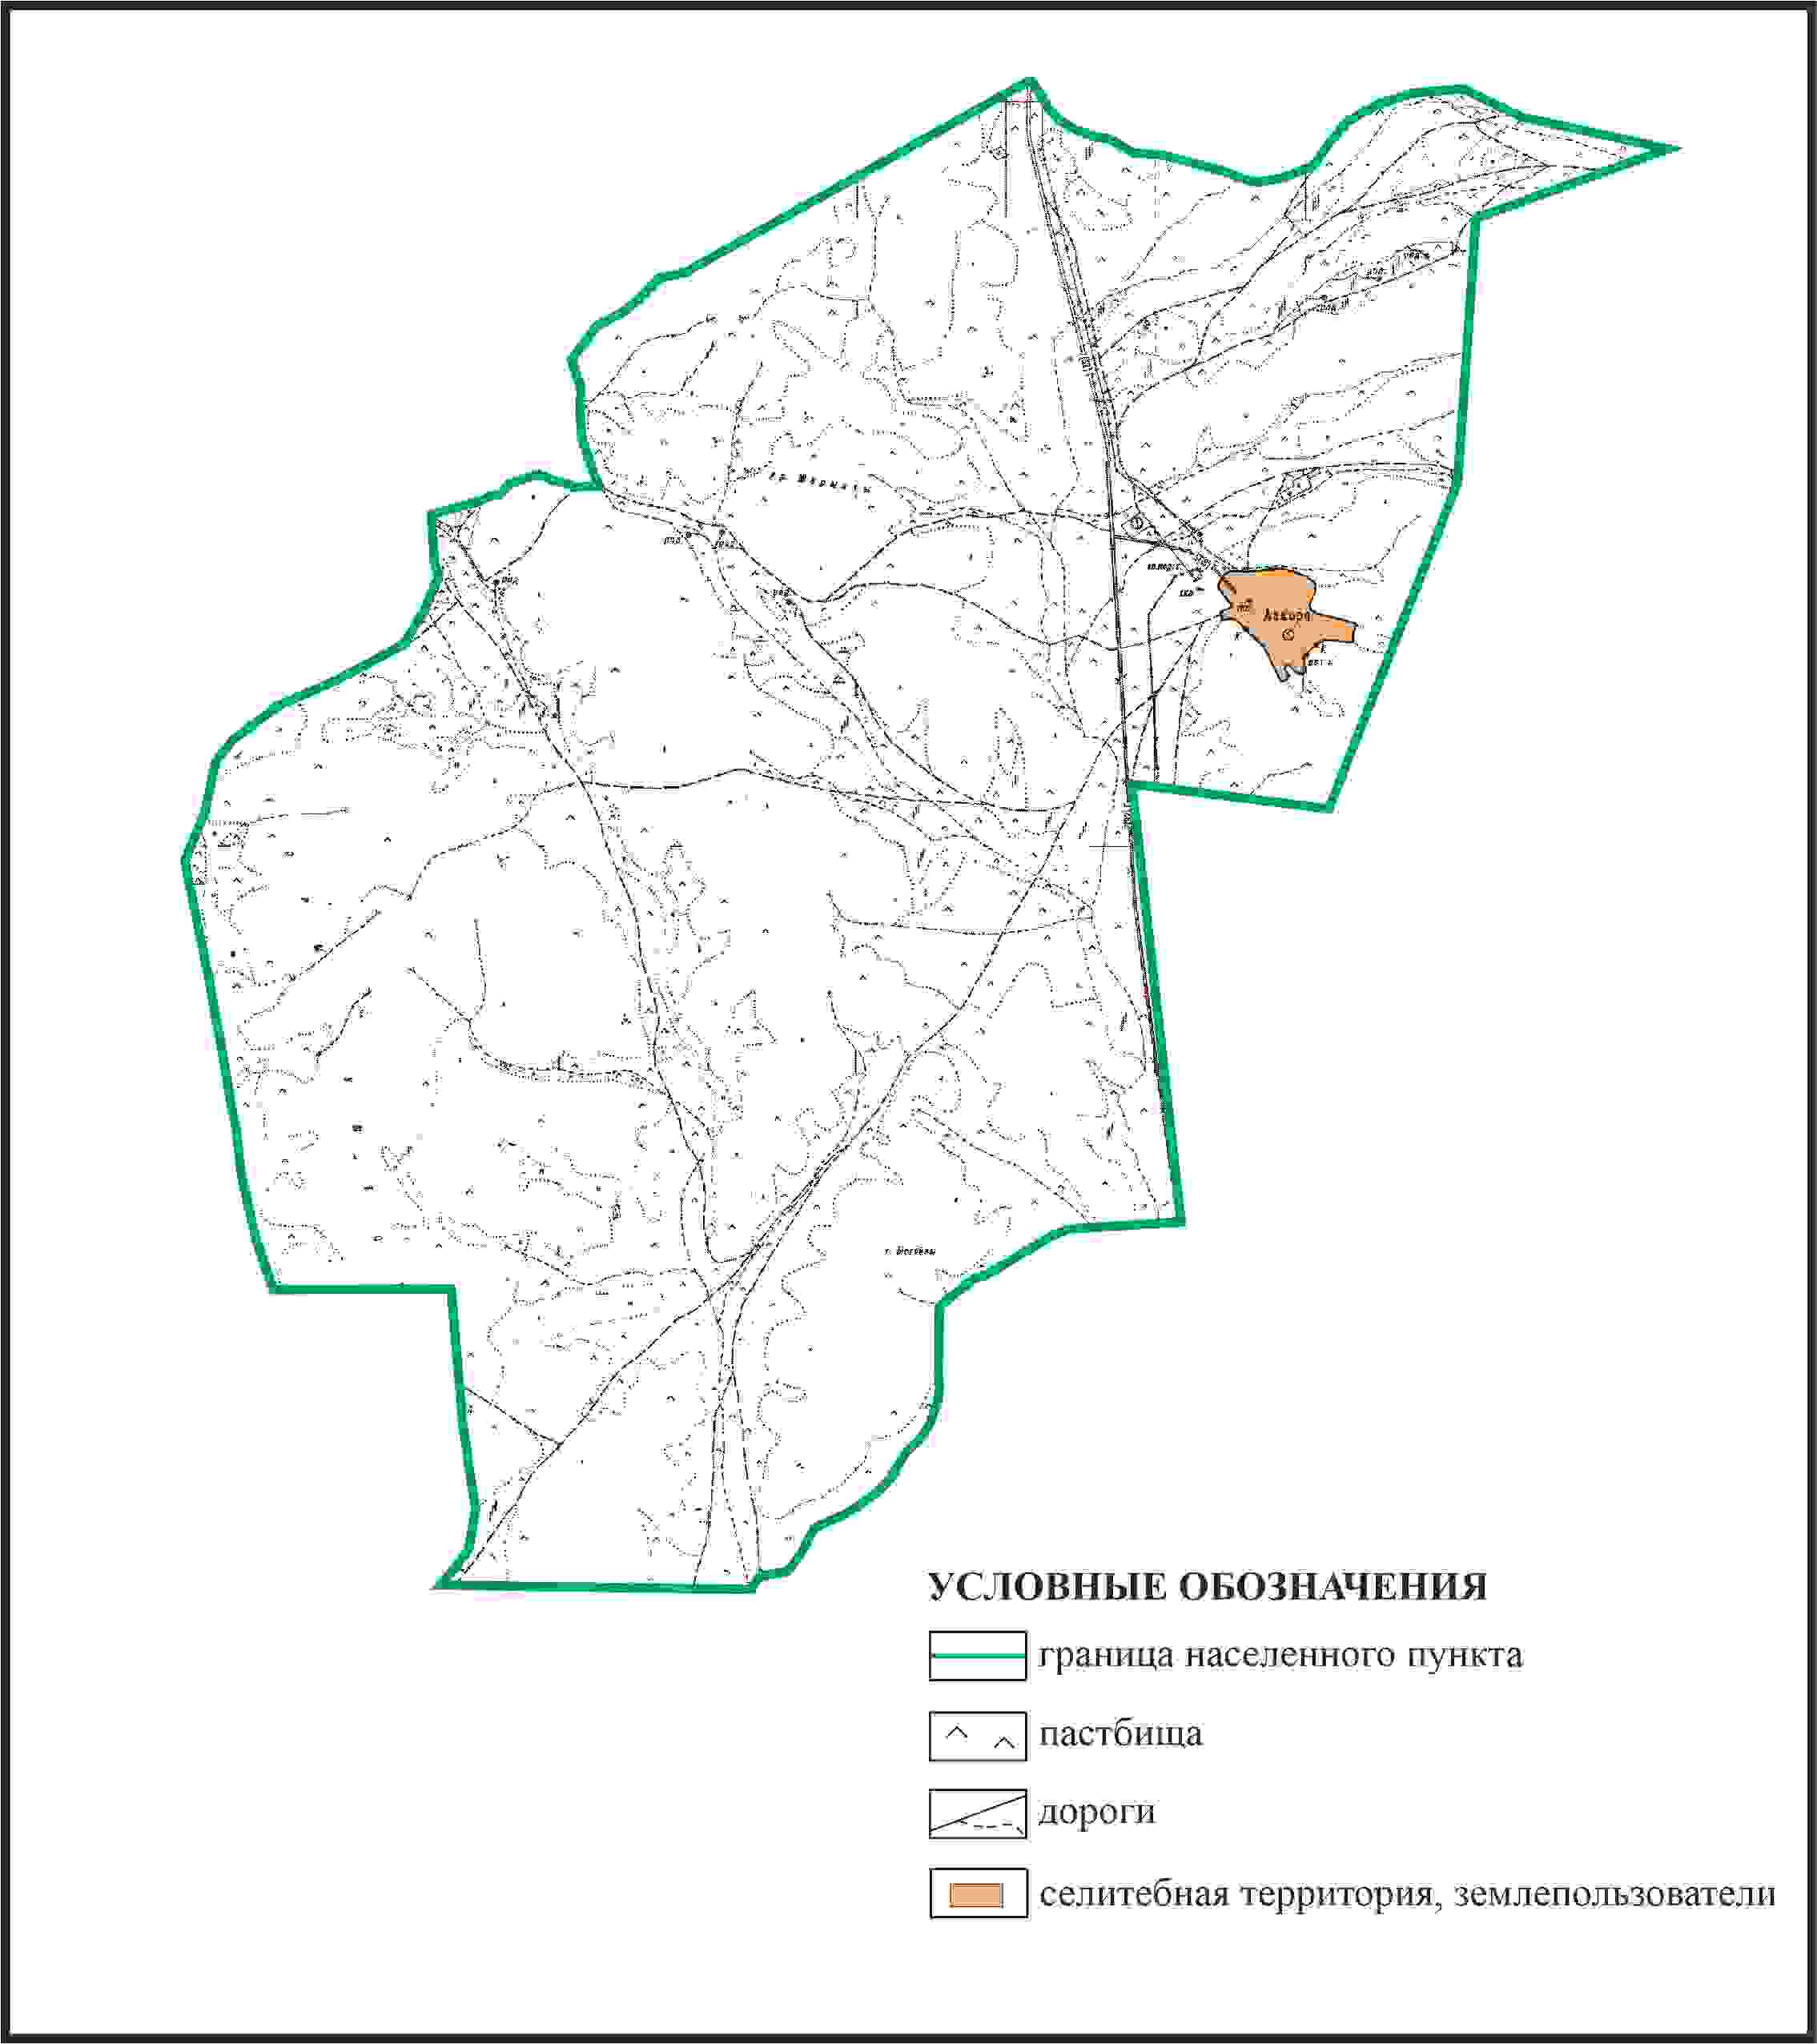 УСЛОВНЫЕ ОБОЗНАЧЕНИЯ
граница населенного пункта
пастбища
дороги
селитебная территория, землепользователи